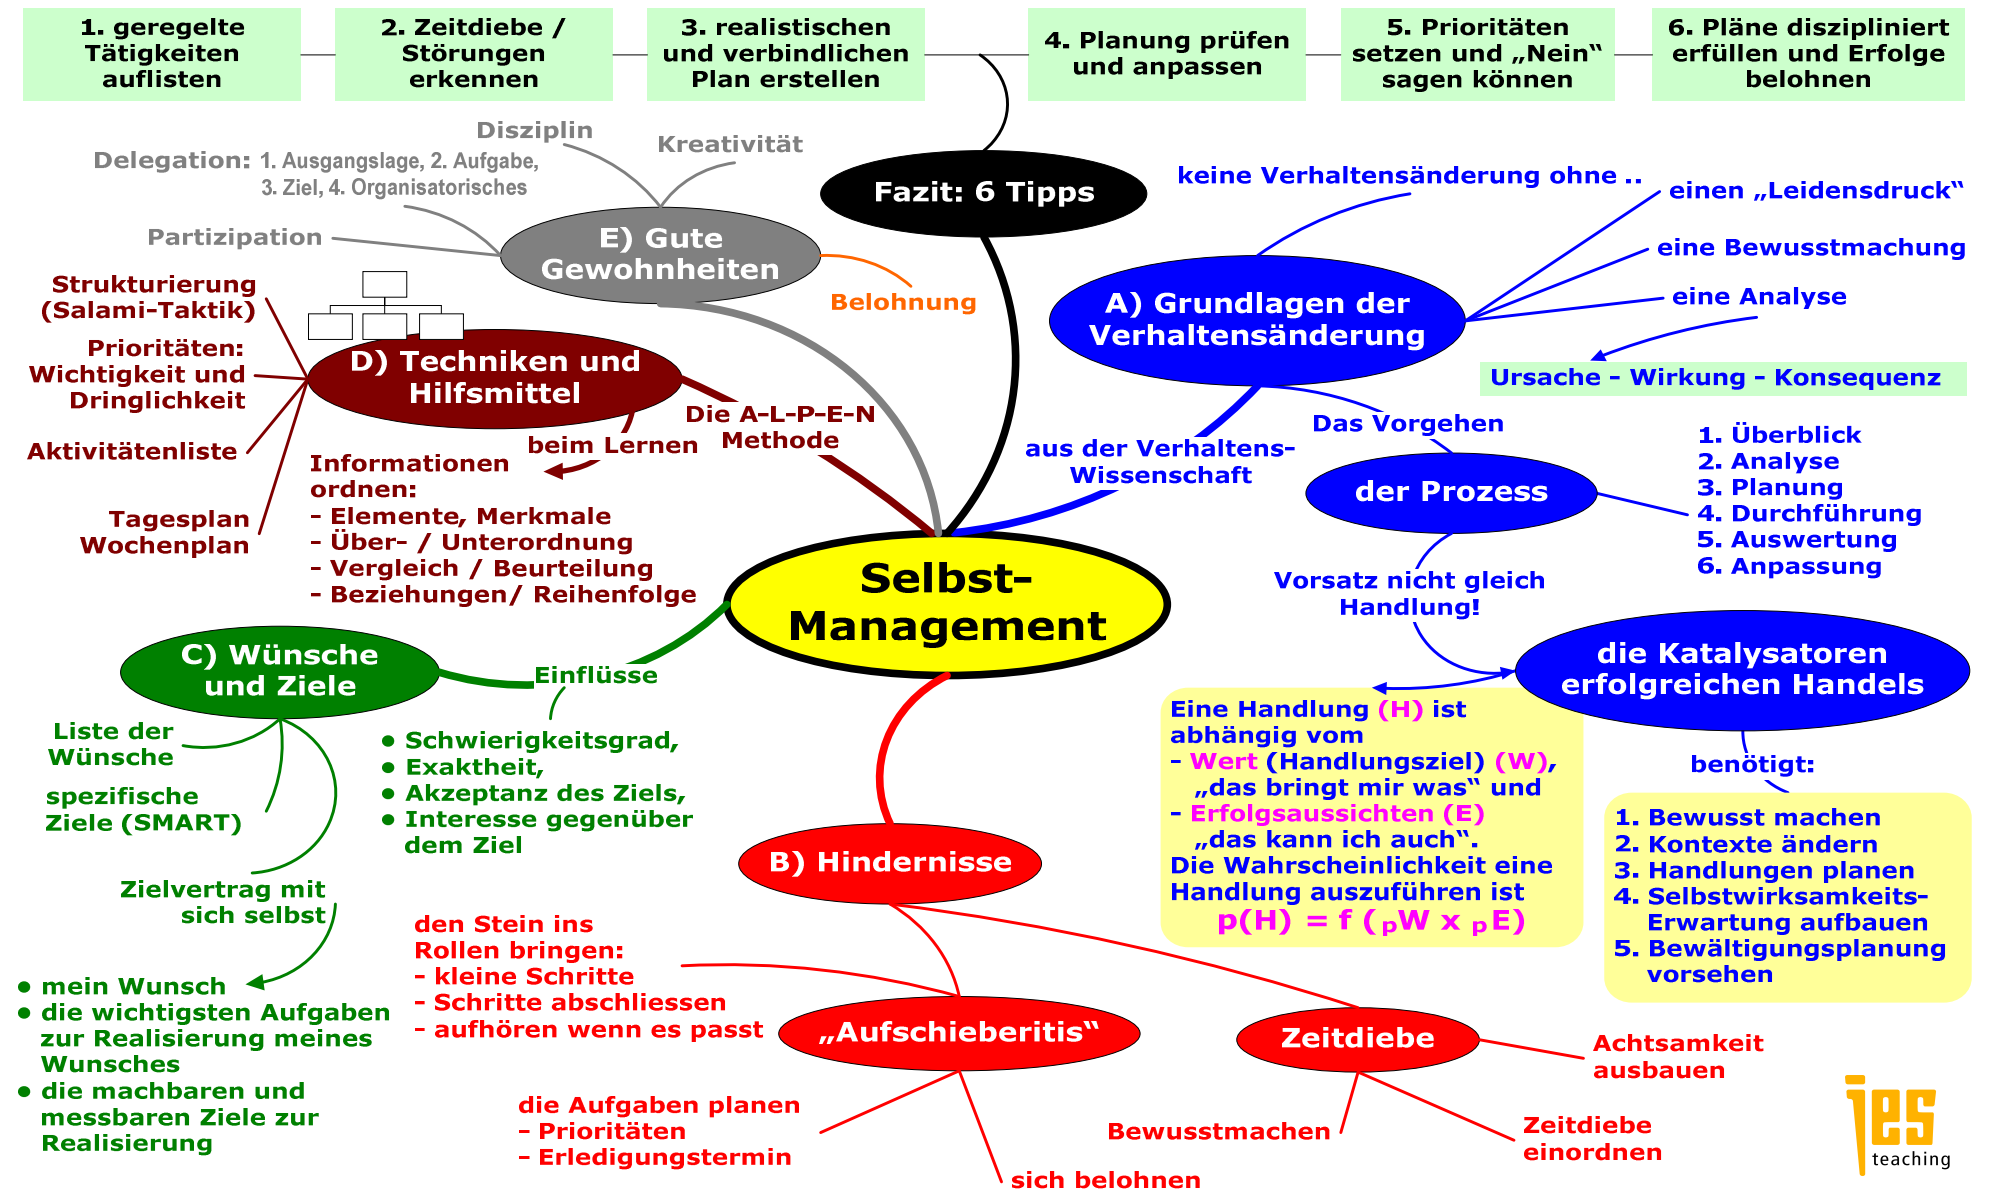 1. geregelte
Tätigkeiten
auflisten
2. Zeitdiebe /
Störungen
erkennen
3. realistischen
und verbindlichen
Plan erstellen
4. Planung prüfen
und anpassen
5. Prioritäten
setzen und „Nein“
sagen können
6. Pläne diszipliniert
erfüllen und Erfolge
belohnen
Fazit: 6 Tipps
Disziplin
Kreativität
Delegation: 1. Ausgangslage, 2. Aufgabe,
3. Ziel, 4. Organisatorisches
Partizipation
E) Gute
Gewohnheiten
Belohnung
keine Verhaltensänderung ohne ..
einen „Leidensdruck“
eine Bewusstmachung
eine Analyse
A) Grundlagen der
Verhaltensänderung
Ursache - Wirkung - Konsequenz
Strukturierung
(Salami-Taktik)
Prioritäten:
Wichtigkeit und
Dringlichkeit
Aktivitätenliste
Tagesplan
Wochenplan
D) Techniken und
Hilfsmittel
Die A-L-P-E-N
Methode
beim Lernen
Informationen
ordnen:
- Elemente, Merkmale
- Über- / Unterordnung
- Vergleich / Beurteilung
- Beziehungen/ Reihenfolge
aus der Verhaltens-
Wissenschaft
Das Vorgehen
der Prozess
1. Überblick
2. Analyse
3. Planung
4. Durchführung
5. Auswertung
6. Anpassung
Vorsatz nicht gleich
Handlung!
Selbst-
Management
die Katalysatoren
erfolgreichen Handels
Eine Handlung (H) ist
abhängig vom
- Wert (Handlungsziel) (W),
„das bringt mir was“ und
- Erfolgsaussichten (E)
„das kann ich auch“.
Die Wahrscheinlichkeit eine
Handlung auszuführen ist
p(H) = f ( pW x pE)
benötigt:
1. Bewusst machen
2. Kontexte ändern
3. Handlungen planen
4. Selbstwirksamkeits-
Erwartung aufbauen
5. Bewältigungsplanung
vorsehen
C) Wünsche
und Ziele
Einflüsse
• Schwierigkeitsgrad,
• Exaktheit,
• Akzeptanz des Ziels,
• Interesse gegenüber
dem Ziel
Liste der
Wünsche
spezifische
Ziele (SMART)
Zielvertrag mit
sich selbst
• mein Wunsch
• die wichtigsten Aufgaben
zur Realisierung meines
Wunsches
• die machbaren und
messbaren Ziele zur
Realisierung
B) Hindernisse
den Stein ins
Rollen bringen:
- kleine Schritte
- Schritte abschliessen
- aufhören wenn es passt
„Aufschieberitis“
die Aufgaben planen
- Prioritäten
- Erledigungstermin
sich belohnen
Zeitdiebe
Achtsamkeit
ausbauen
Bewusstmachen
Zeitdiebe
einordnen
ies
teaching